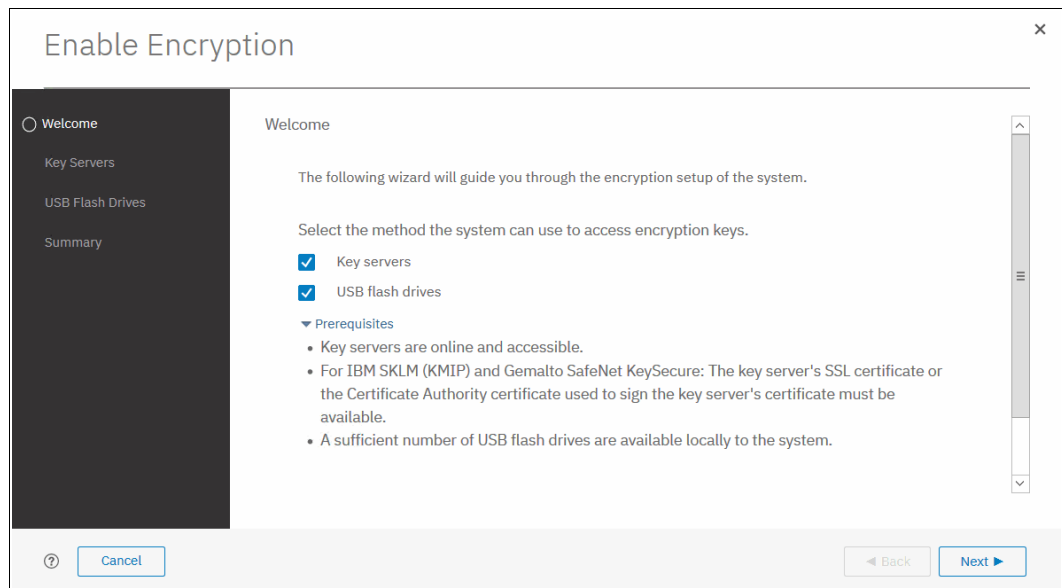 Enable Encryption
Welcome
Key Servers
USB Flash Drives
Summary
Welcome
The following wizard will guide you through the encryption setup of the system.
Select the method the system can use to access encryption keys.
Key servers
USB flash drives
Prerequisites
• Key servers are online and accessible.
• For IBM SKLM (KMIP) and Gemalto SafeNet KeySecure: The key server's SSL certificate or
the Certificate Authority certificate used to sign the key server's certificate must be
available.
• A sufficient number of USB flash drives are available locally to the system.
Cancel
Back
Next